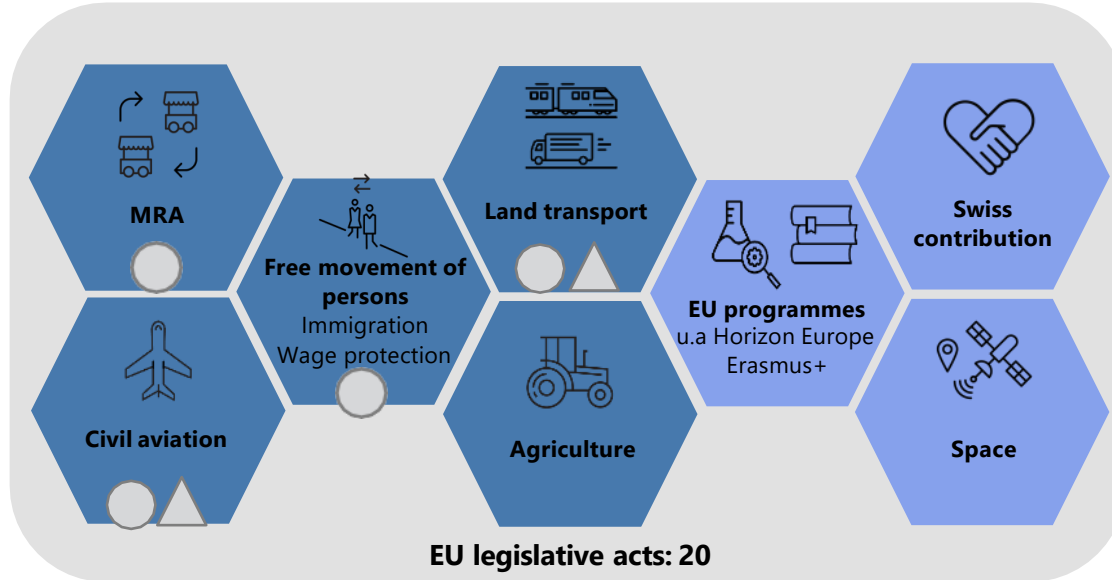 MRA
Free movement of
persons
Immigration
Wage protection
Land transport
EU programmes
u.a Horizon Europe
Erasmus+
Swiss
contribution
Civil aviation
Agriculture
Space
EU legislative acts: 20